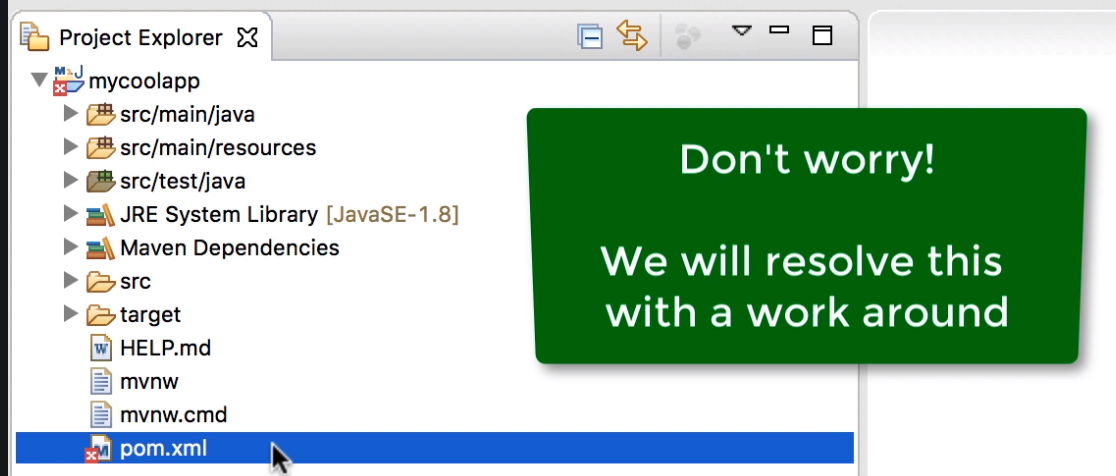 Project Explorer
mycoolapp
src/main/java
src/main/resources
src/test/java
JRE System Library [JavaSE-1.8]
Maven Dependencies
src
target
HELP.md
mvnw
mvnw.cmd
pom.xml
Don't worry!
We will resolve this
with a work around